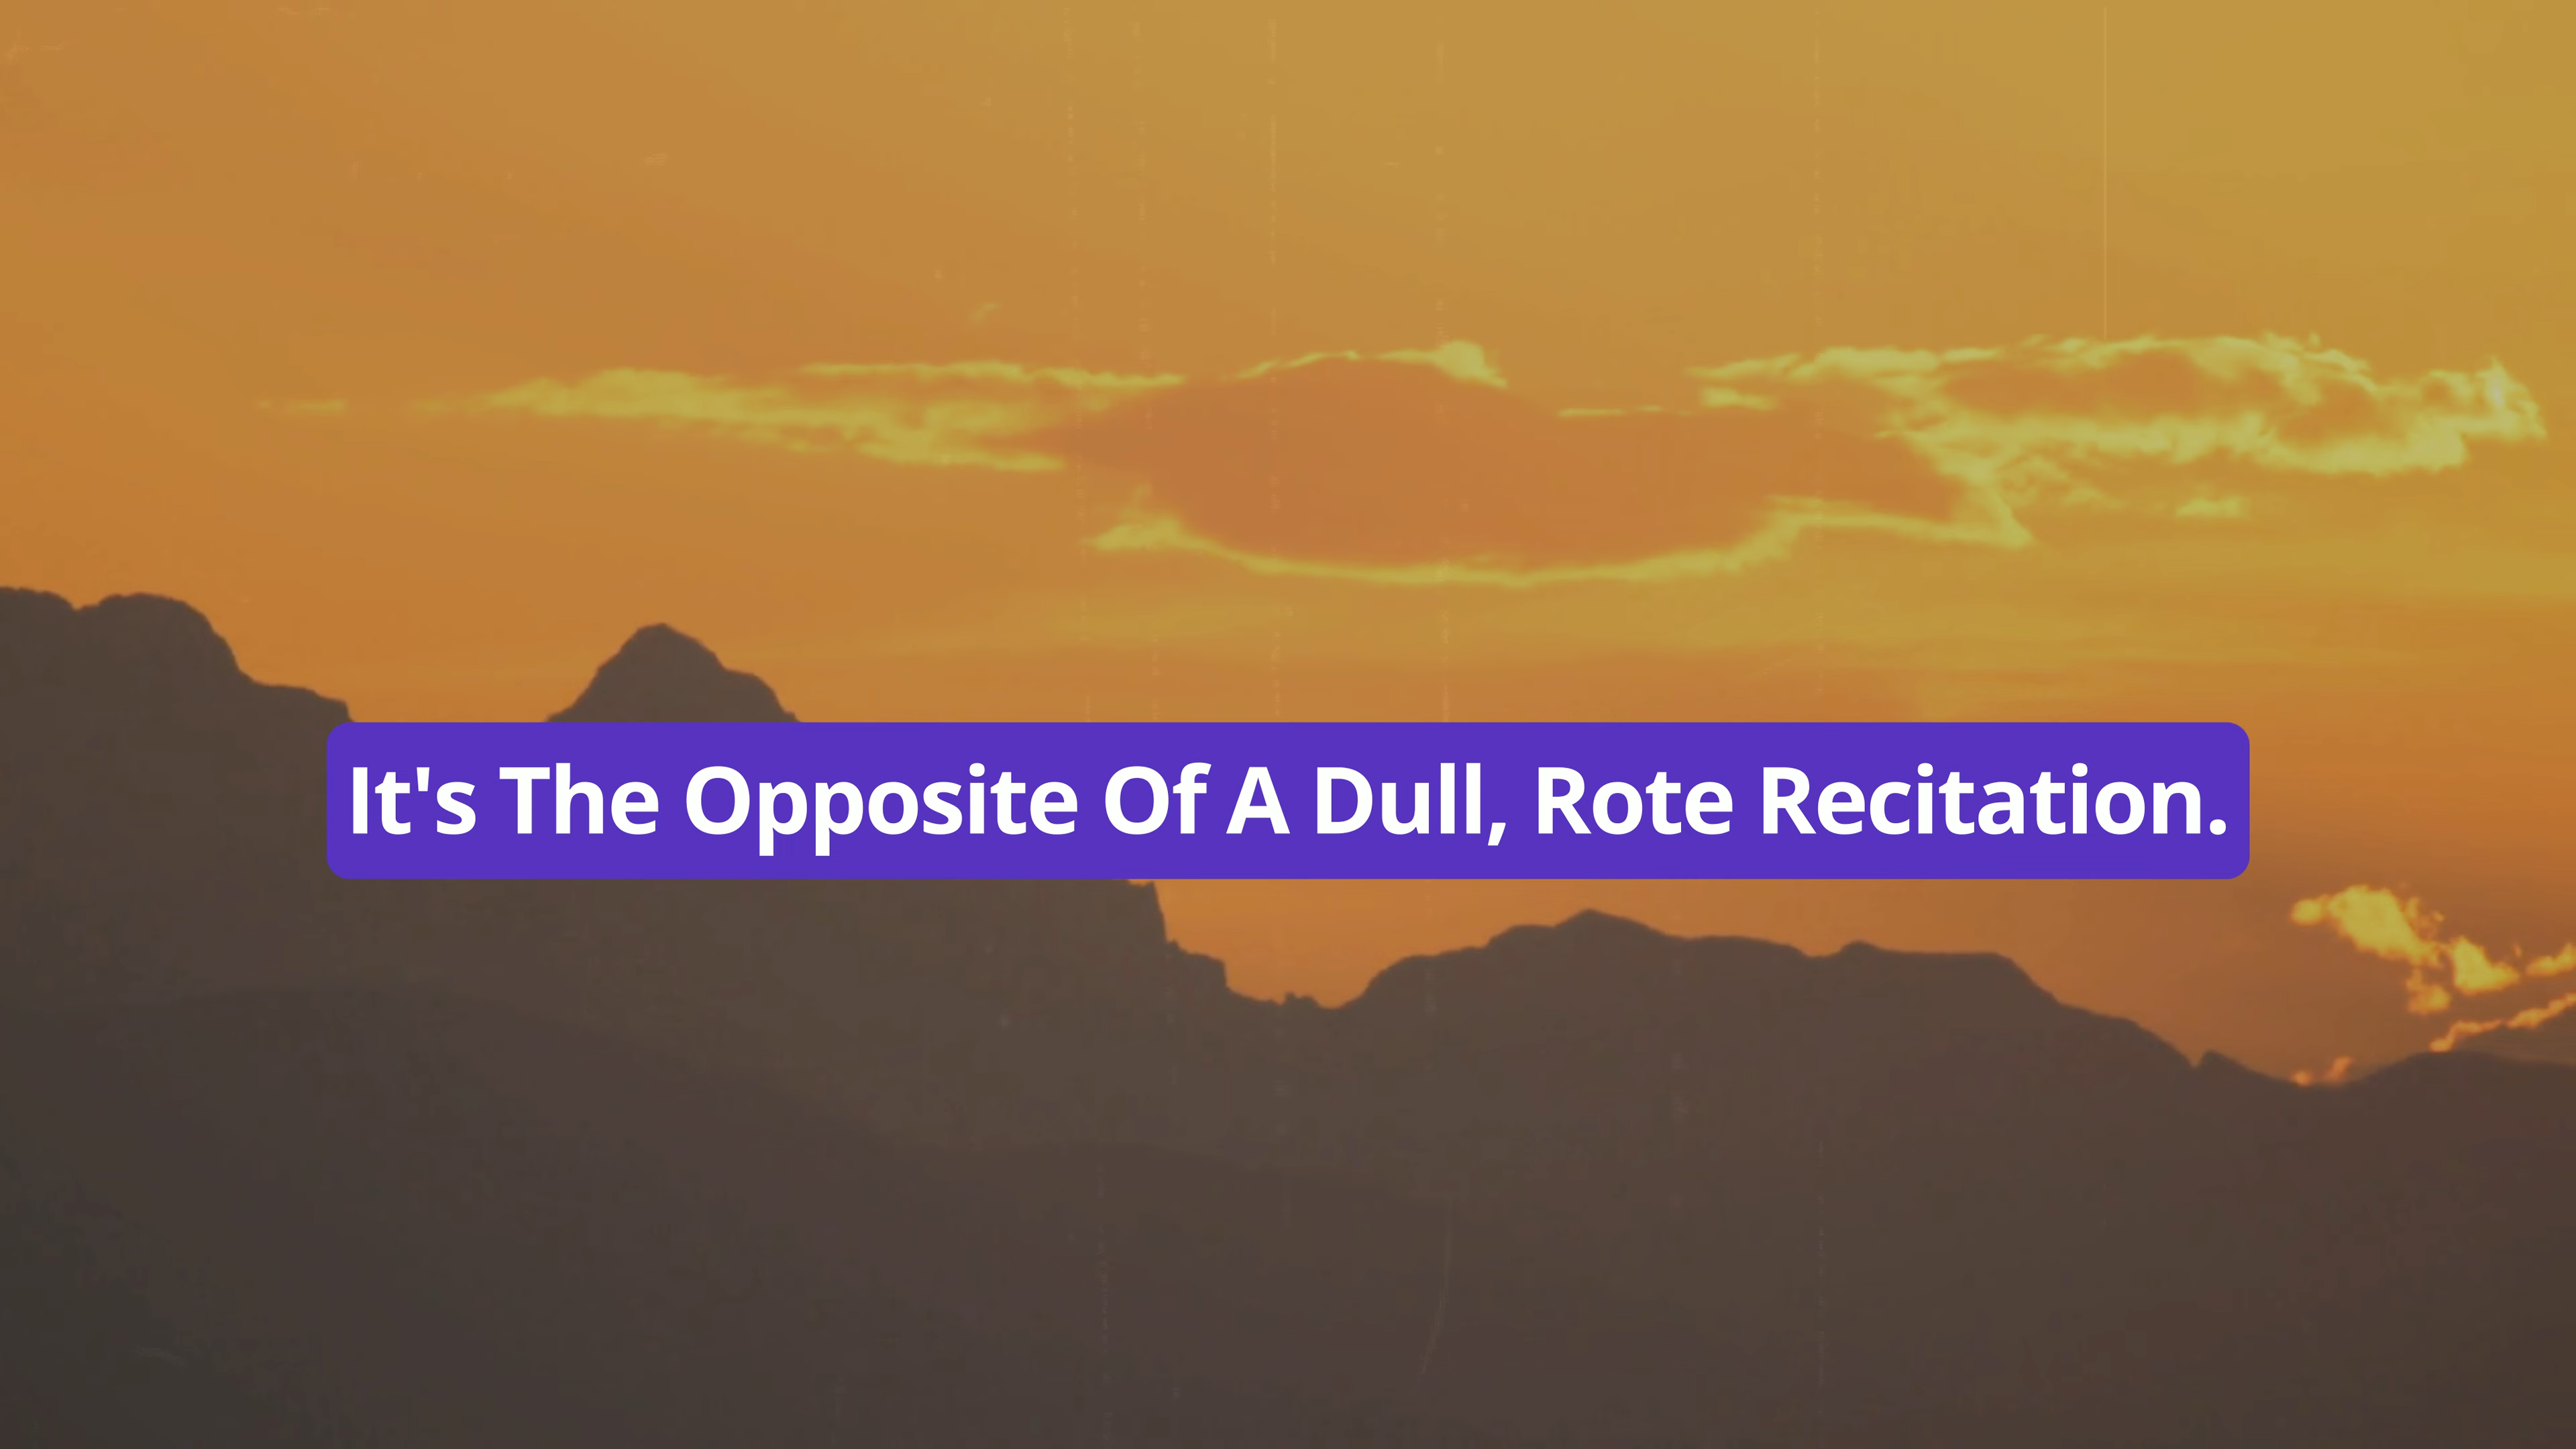 It's The Opposite Of A Dull, Rote Recitation.